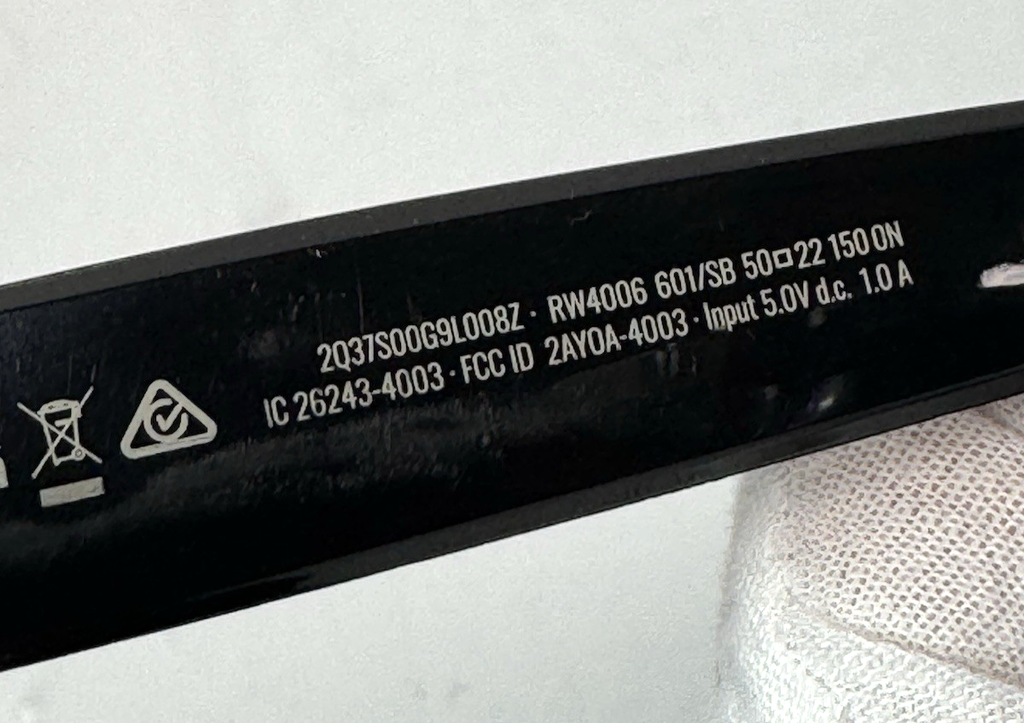 2Q37S00G9L008Z · RW4006 601/SB 50□22 150 0N
IC 26243-4003 · FCC ID 2AYOA-4003 · Input 5.0V d.c. 1.0 A